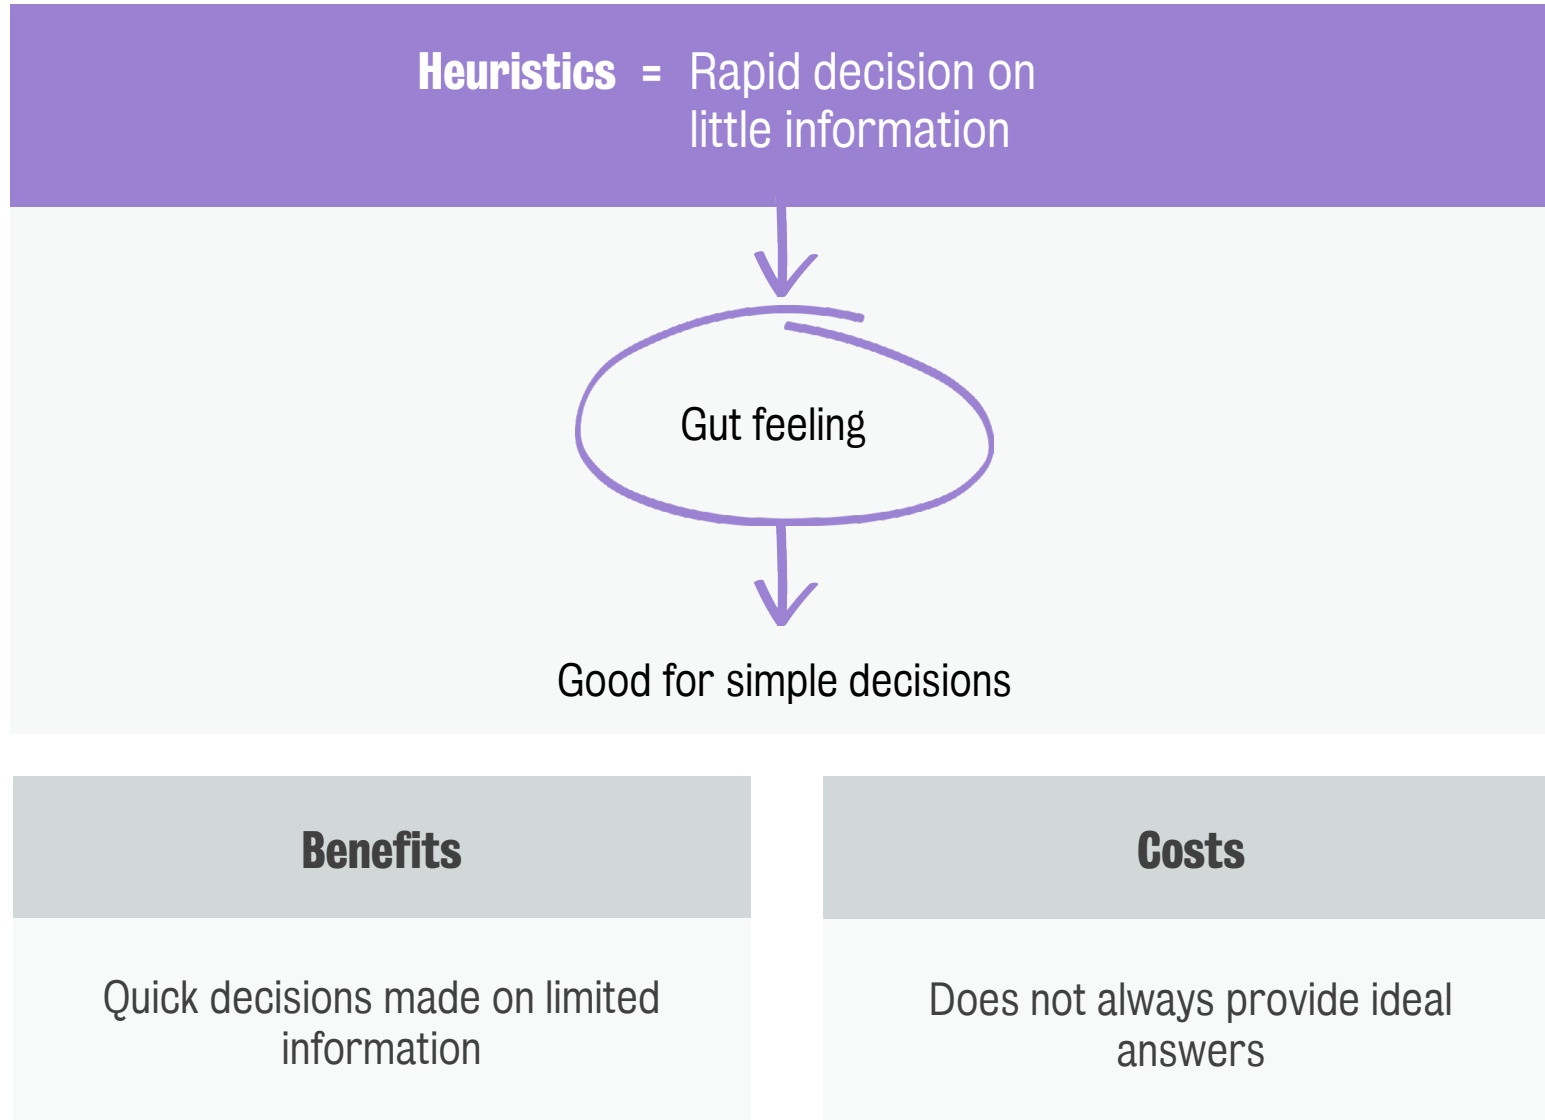 Heuristics = Rapid decision on
little information
Gut feeling
Good for simple decisions
Benefits
Quick decisions made on limited
information
Costs
Does not always provide ideal
answers